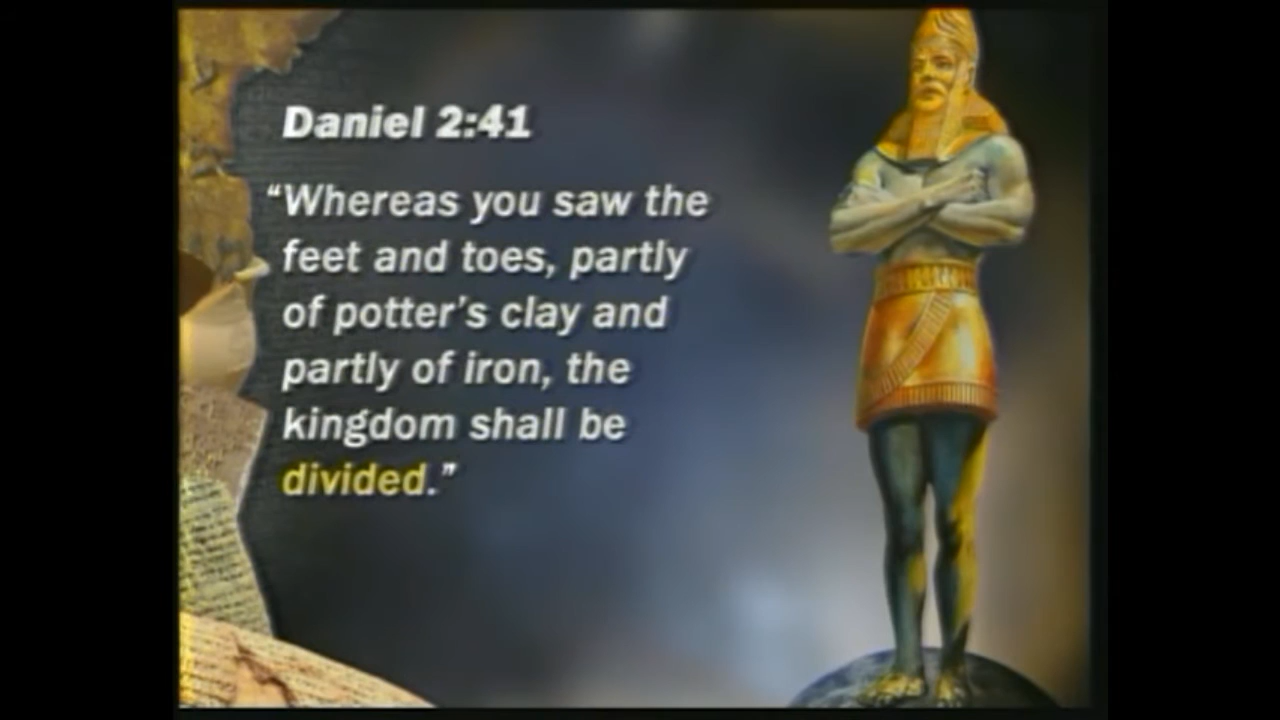 Daniel 2:41
“Whereas you saw the
feet and toes, partly
of potter’s clay and
partly of iron, the
kingdom shall be
divided.”